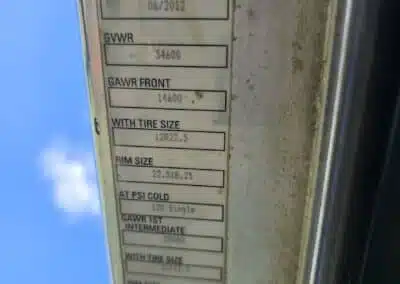 06/2012
GVWR
34600
GAWR FRONT
14600
WITH TIRE SIZE
12R22.5
RIM SIZE
22.5X8.25
AT PSI COLD
120 Single
GAWR 1ST
INTERMEDIATE
WITH TIRE SIZE